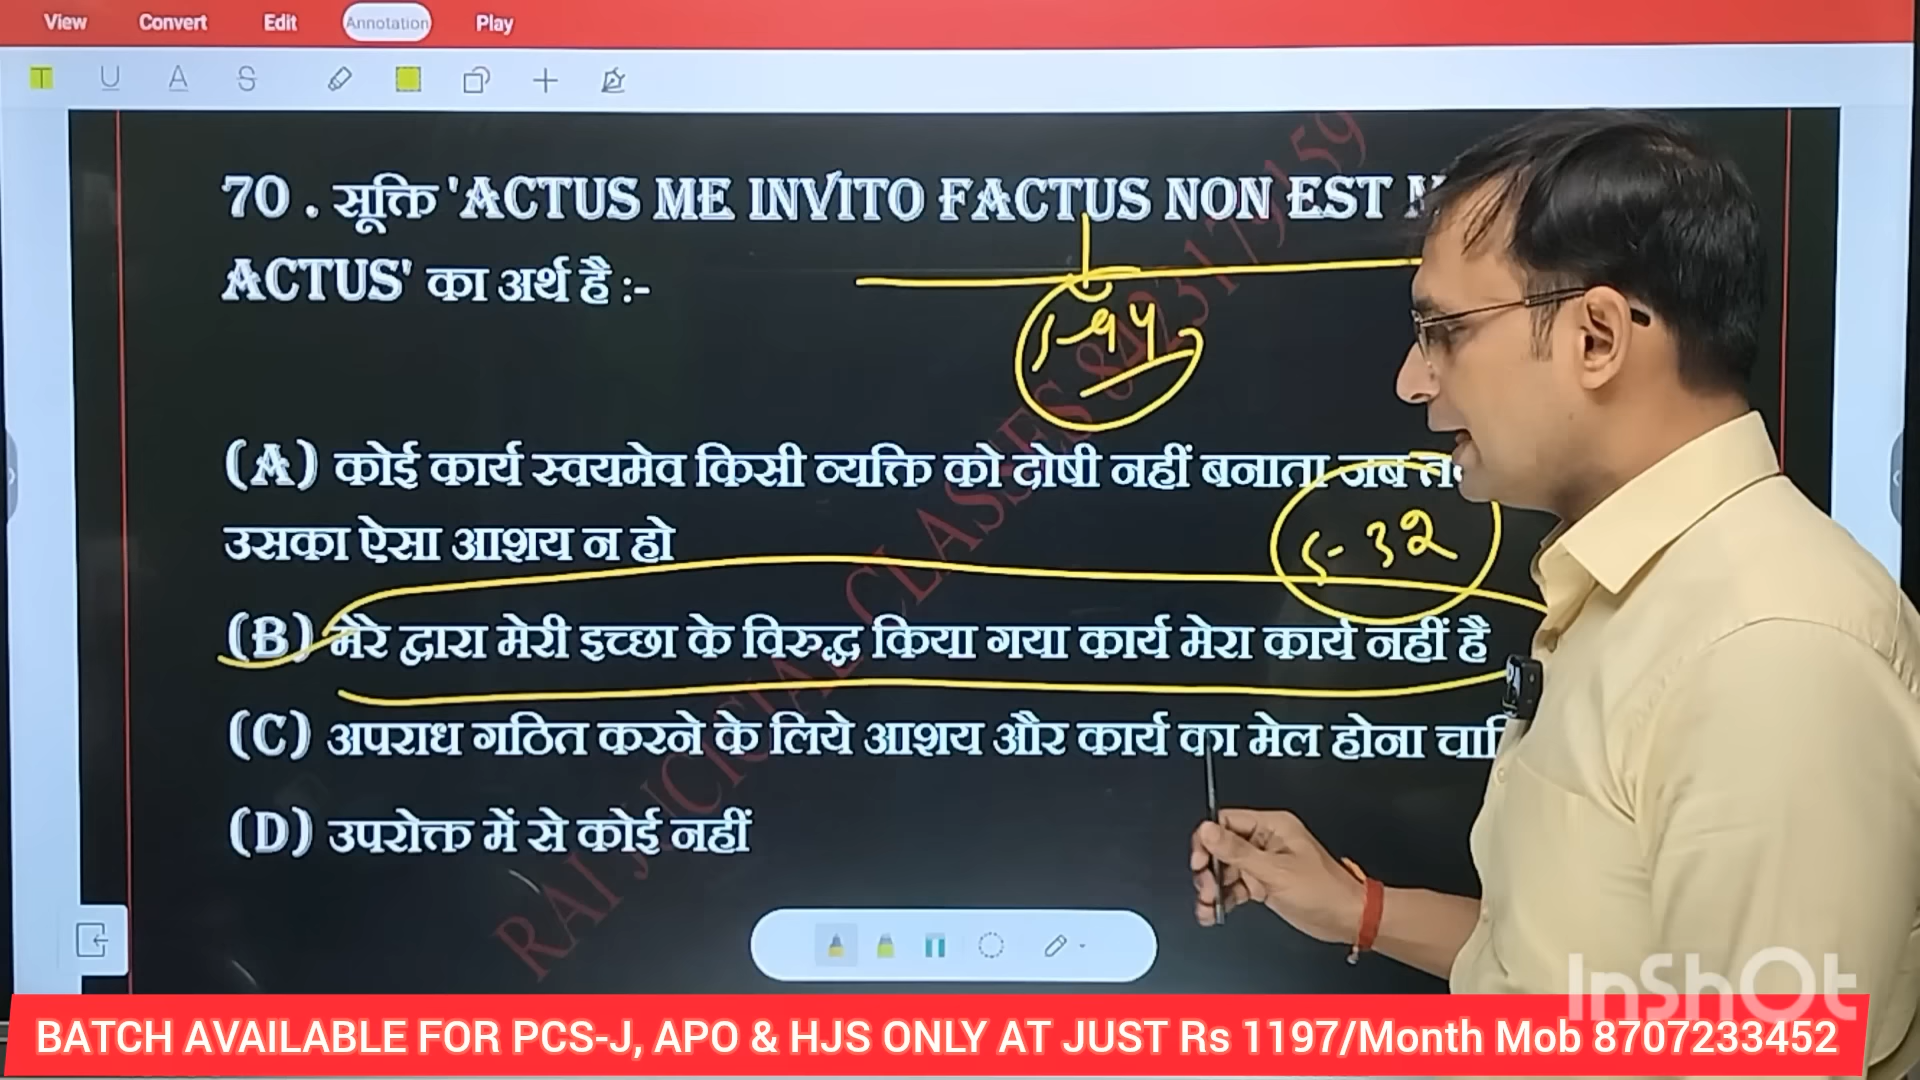 View Convert Edit Annotation Play
T U A S
70 . सूक्ति 'ACTUS ME INVITO FACTUS NON EST
ACTUS' का अर्थ है :-
(A) कोई कार्य स्वयमेव किसी व्यक्ति को दोषी नहीं बनाता जब
उसका ऐसा आशय न हो
S-32
(B) मेरे द्वारा मेरी इच्छा के विरुद्ध किया गया कार्य मेरा कार्य नहीं है
(C) अपराध गठित करने के लिये आशय और कार्य का मेल होना
(D) उपरोक्त में से कोई नहीं
InShOt
BATCH AVAILABLE FOR PCS-J, APO & HJS ONLY AT JUST Rs 1197/Month Mob 8707233452